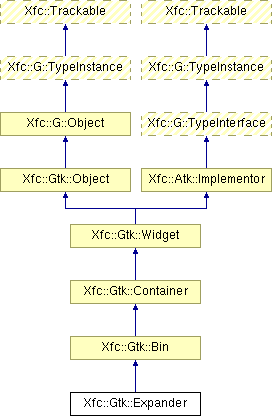 Xfc::Trackable
Xfc::Trackable
Xfc::G::TypeInstance
Xfc::G::TypeInstance
Xfc::G::Object
Xfc::G::TypeInterface
Xfc::Gtk::Object
Xfc::Atk::Implementor
Xfc::Gtk::Widget
Xfc::Gtk::Container
Xfc::Gtk::Bin
Xfc::Gtk::Expander